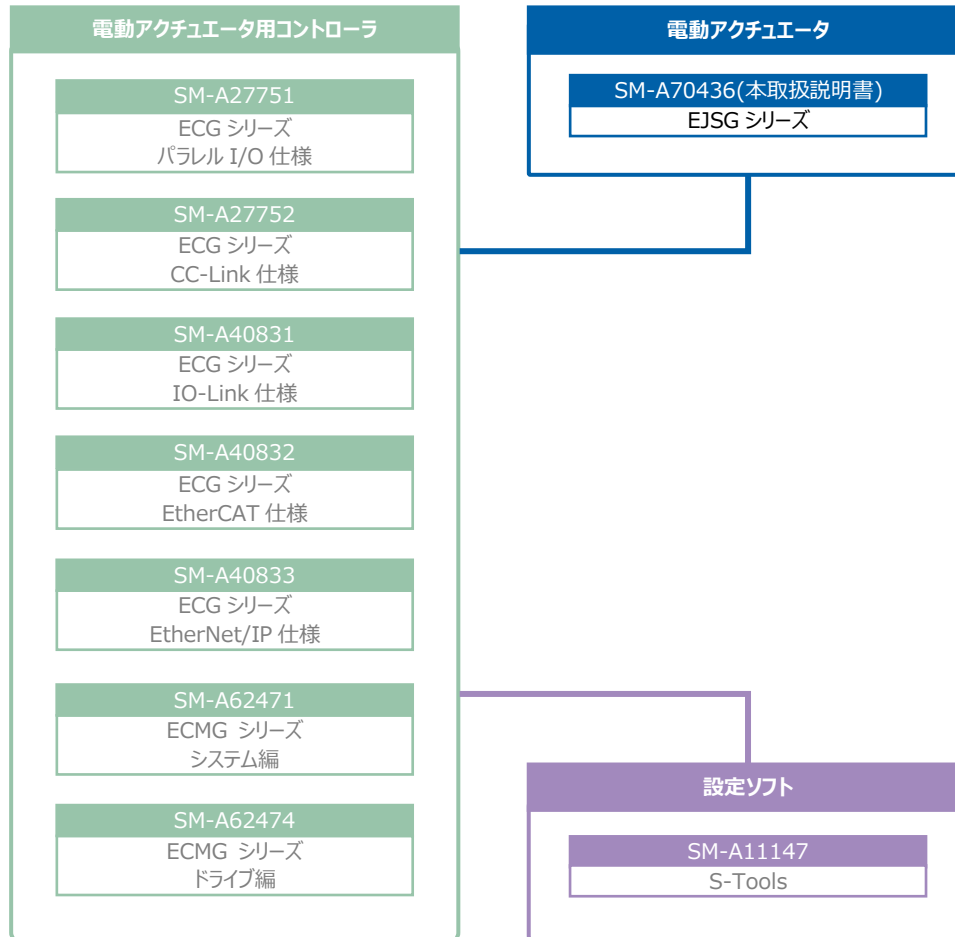 電動アクチュエータ用コントローラ
SM-A27751
ECG シリーズ
パラレル I/O 仕様
SM-A27752
ECG シリーズ
CC-Link 仕様
SM-A40831
ECG シリーズ
IO-Link 仕様
SM-A40832
ECG シリーズ
EtherCAT 仕様
SM-A40833
ECG シリーズ
EtherNet/IP 仕様
SM-A62471
ECMG シリーズ
システム編
SM-A62474
ECMG シリーズ
ドライブ編
電動アクチュエータ
SM-A70436(本取扱説明書)
EJSG シリーズ
設定ソフト
SM-A11147
S-Tools